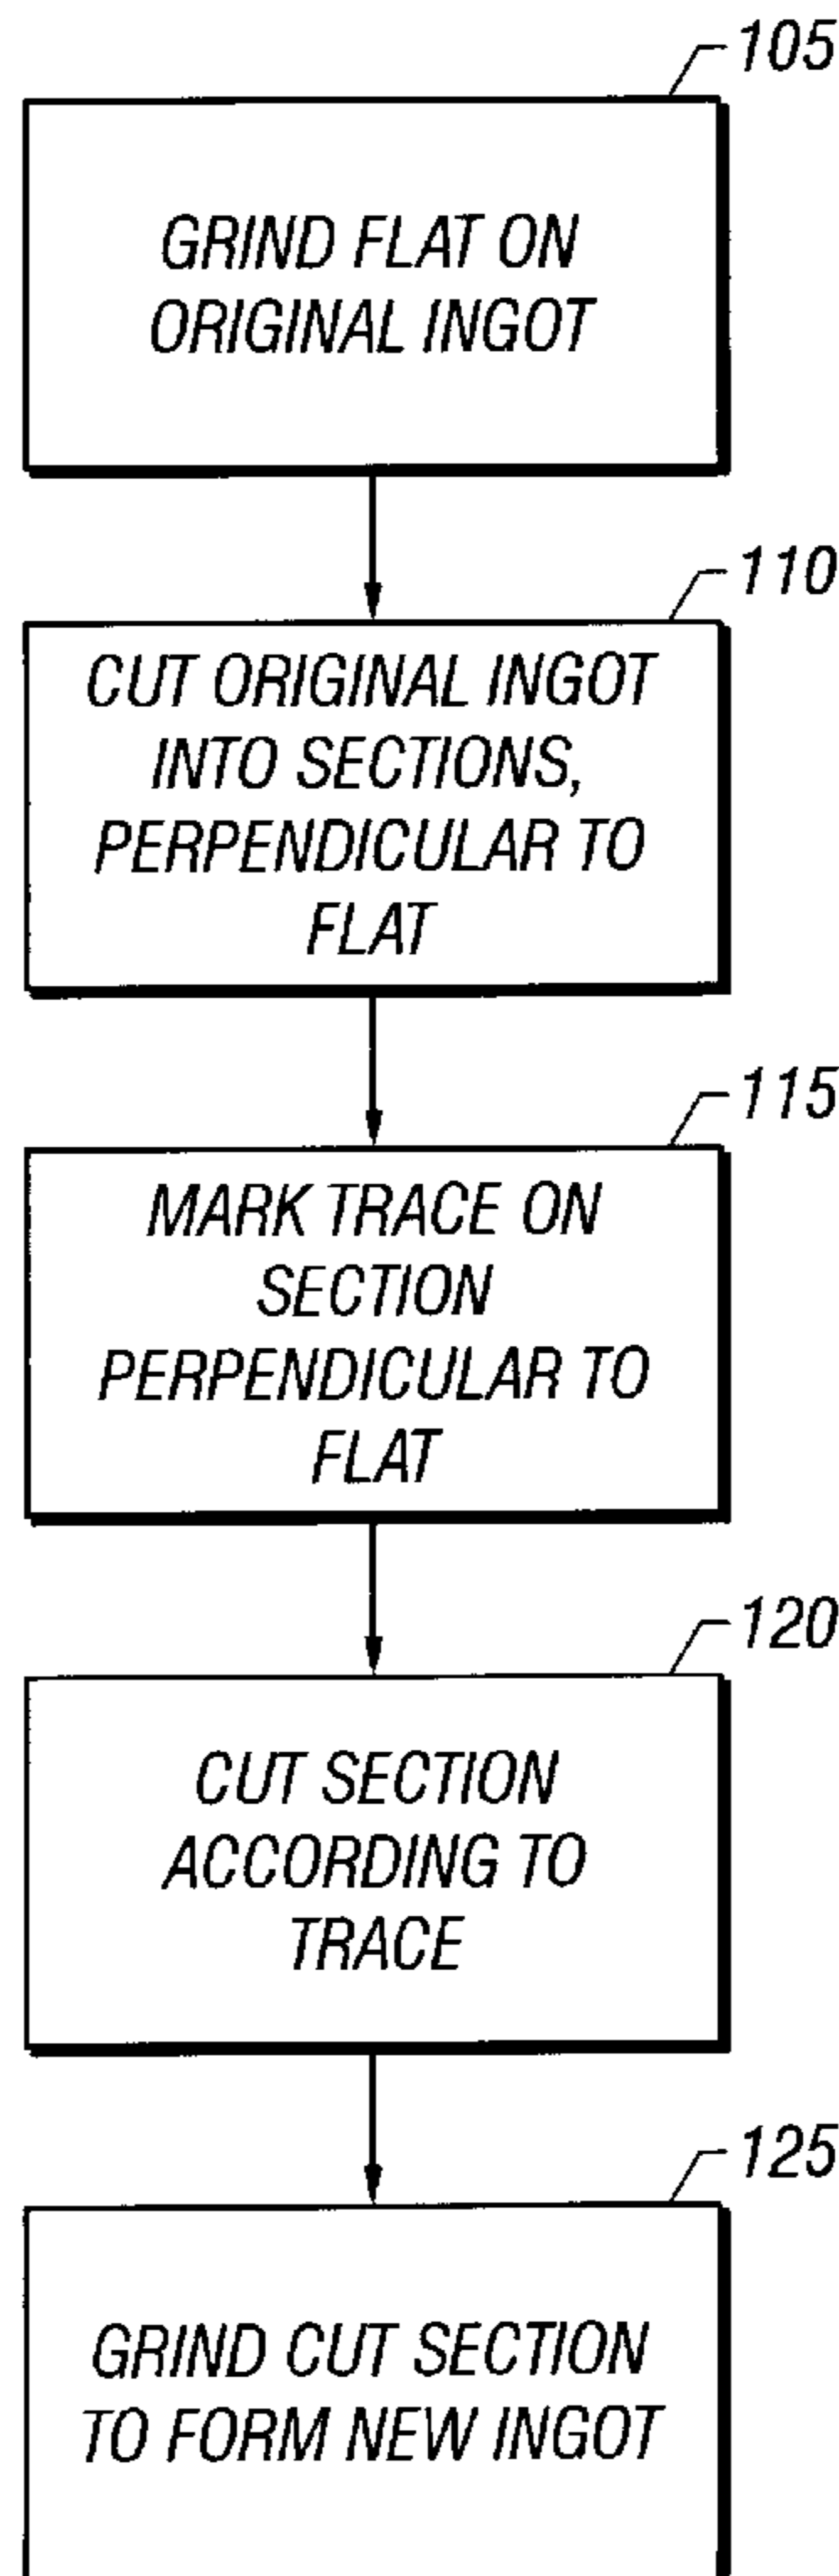 105
GRIND FLAT ON
ORIGINAL INGOT
110
CUT ORIGINAL INGOT
INTO SECTIONS,
PERPENDICULAR TO
FLAT
115
MARK TRACE ON
SECTION
PERPENDICULAR TO
FLAT
120
CUT SECTION
ACCORDING TO
TRACE
125
GRIND CUT SECTION
TO FORM NEW INGOT